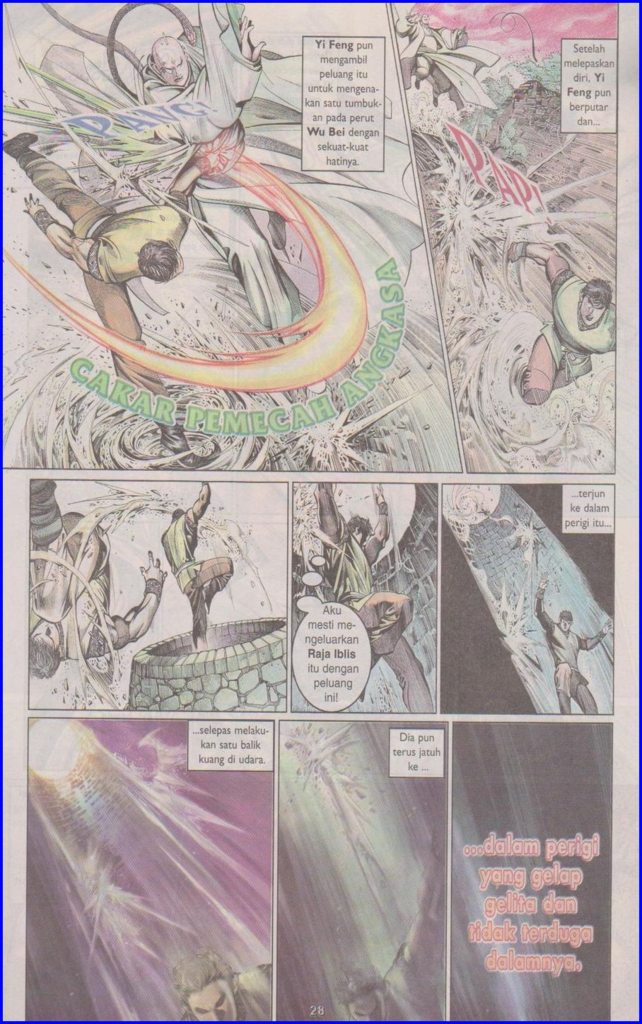 Yi Feng pun
mengambil
peluang itu
untuk mengena-
kan satu tumbuk-
an pada perut
Wu Bei dengan
sekuat-kuat
hatinya.
PANG!
CAKAR PEMECAH ANGKASA
Setelah
melepaskan
diri, Yi
Feng pun
berputar
dan...
PAP!
Aku
mesti me-
ngeluarkan
Raja Iblis
itu dengan
peluang
ini!
...terjun
ke dalam
perigi itu...
...selepas melaku-
kan satu balik
kuang di udara.
Dia pun
terus jatuh
ke ...
...dalam perigi
yang gelap
gelita dan
tidak terduga
dalamnya.
28